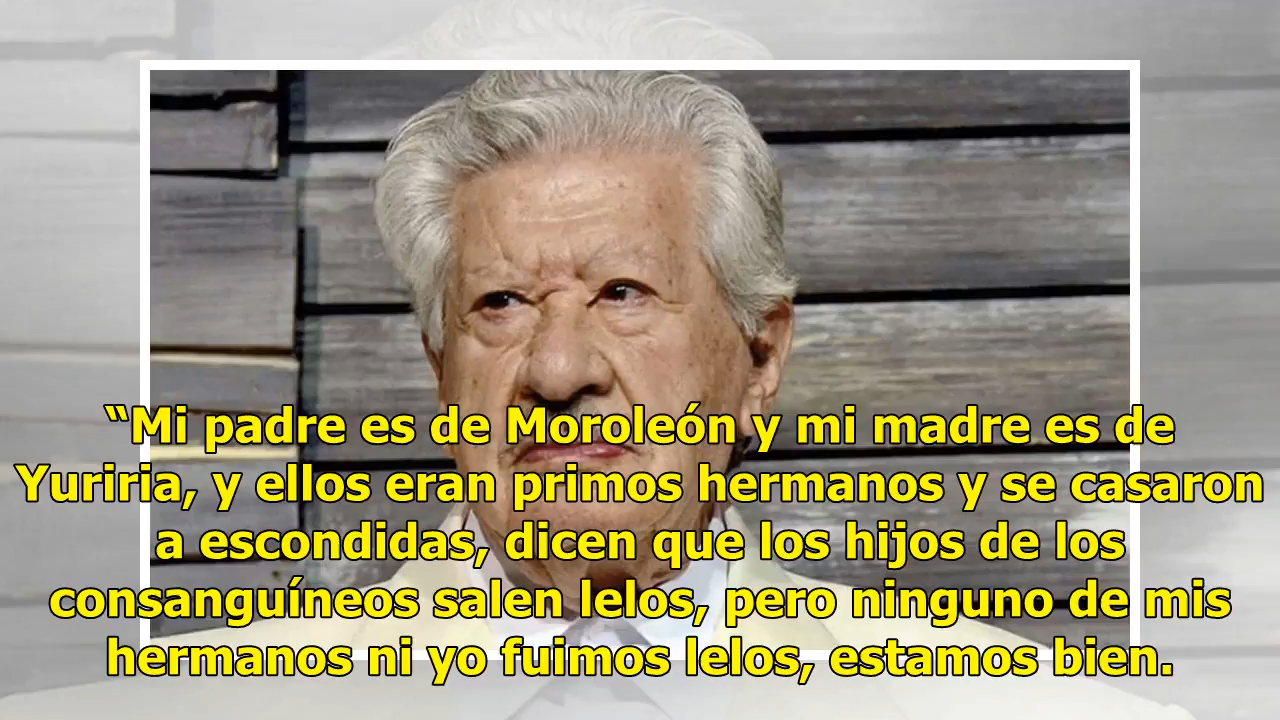 “Mi padre es de Moroleón y mi madre es de
Yuriria, y ellos eran primos hermanos y se casaron
a escondidas, dicen que los hijos de los
consanguíneos salen lelos, pero ninguno de mis
hermanos ni yo fuimos lelos, estamos bien.